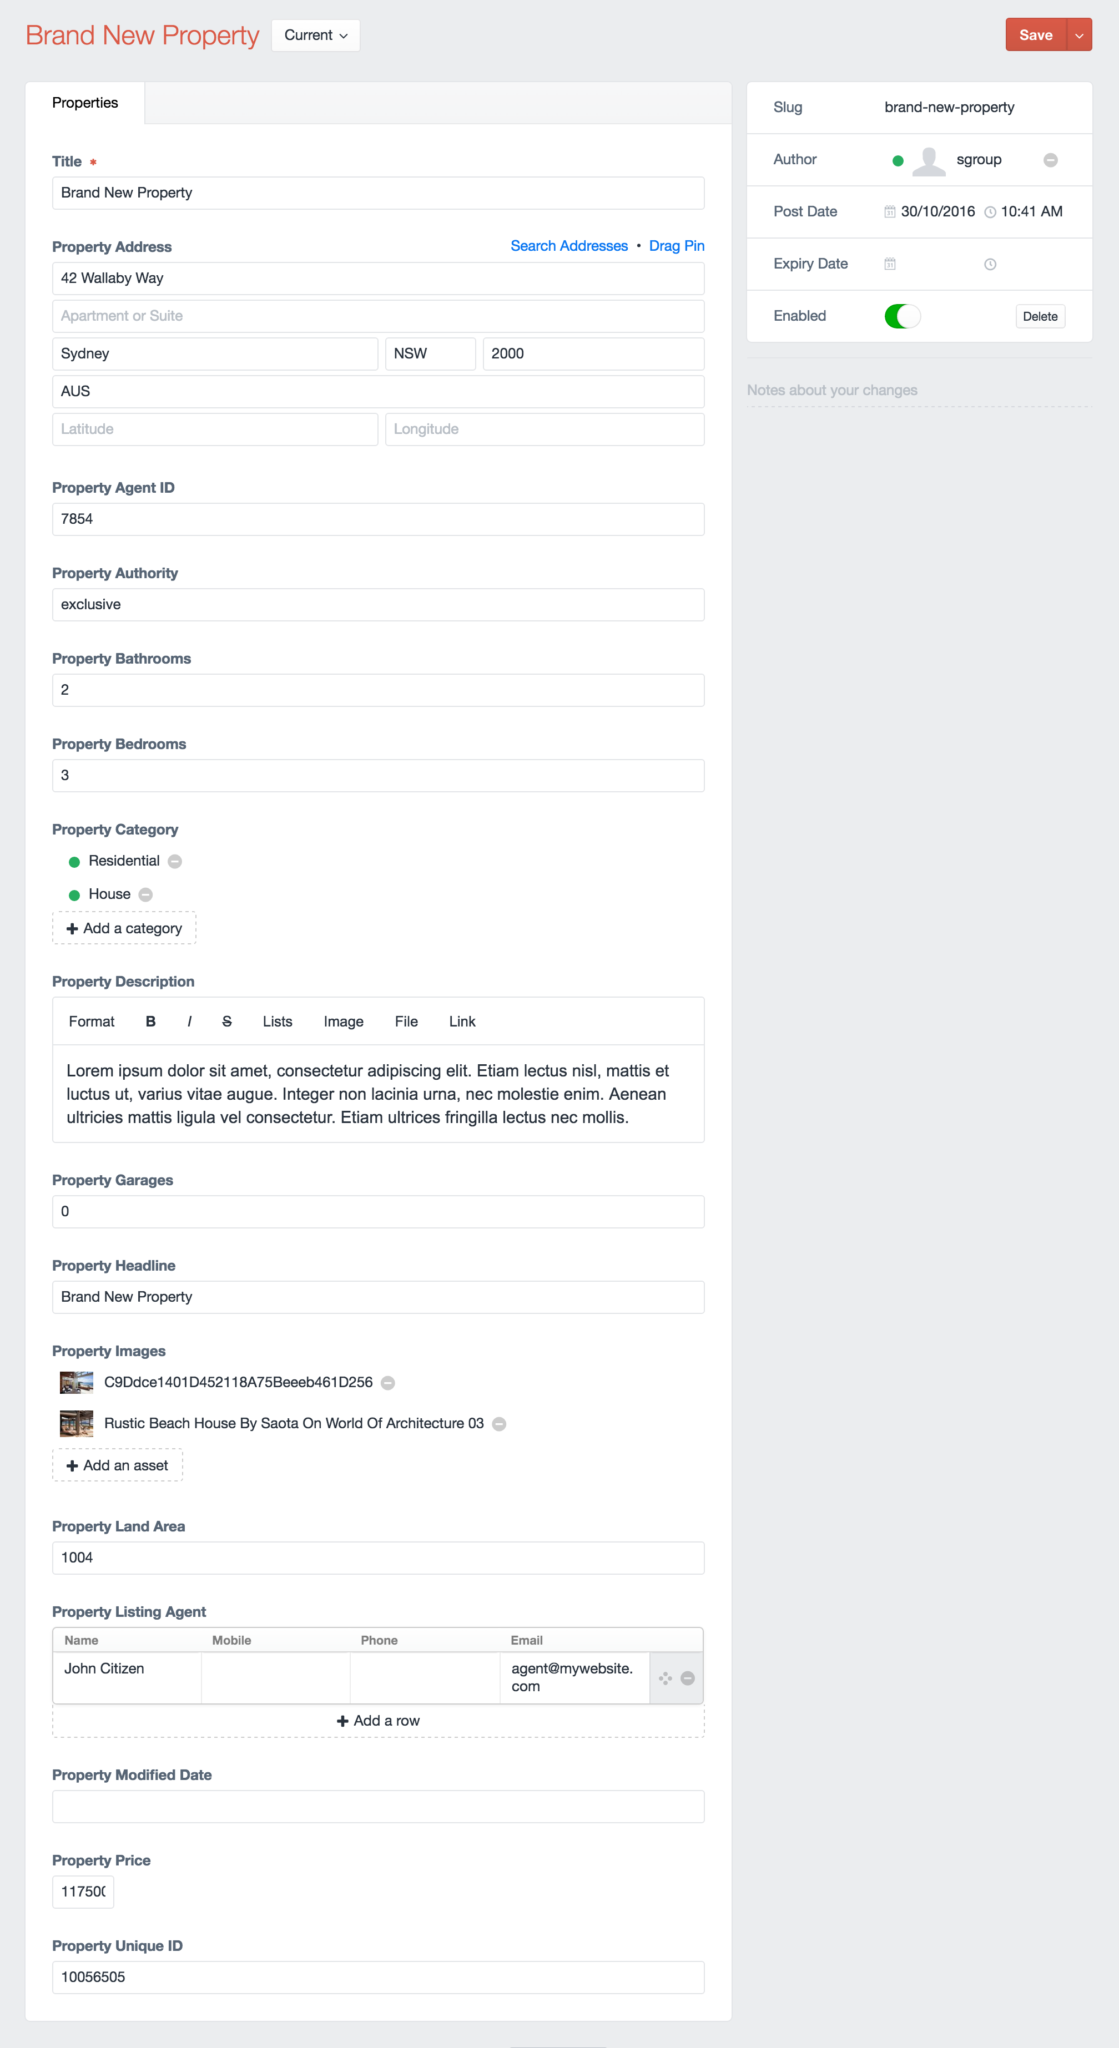 Brand New Property
Current
Save
Properties
Title *
Brand New Property
Property Address
Search Addresses • Drag Pin
42 Wallaby Way
Apartment or Suite
Sydney
NSW
2000
AUS
Latitude
Longitude
Property Agent ID
7854
Property Authority
exclusive
Property Bathrooms
2
Property Bedrooms
3
Property Category
Residential
House
Add a category
Property Description
Format B I S Lists Image File Link
Lorem ipsum dolor sit amet, consectetur adipiscing elit. Etiam lectus nisl, mattis et
luctus ut, varius vitae augue. Integer non lacinia urna, nec molestie enim. Aenean
ultricies mattis ligula vel consectetur. Etiam ultrices fringilla lectus nec mollis.
Property Garages
0
Property Headline
Brand New Property
Property Images
C9Ddce1401D452118A75Beeeb461D256
Rustic Beach House By Saota On World Of Architecture 03
Add an asset
Property Land Area
1004
Property Listing Agent
Name Mobile Phone Email
John Citizen
agent@mywebsite.
com
Add a row
Property Modified Date
Property Price
11750
Property Unique ID
10056505
Slug brand-new-property
Author sgroup
Post Date 30/10/2016 10:41 AM
Expiry Date
Enabled Delete
Notes about your changes